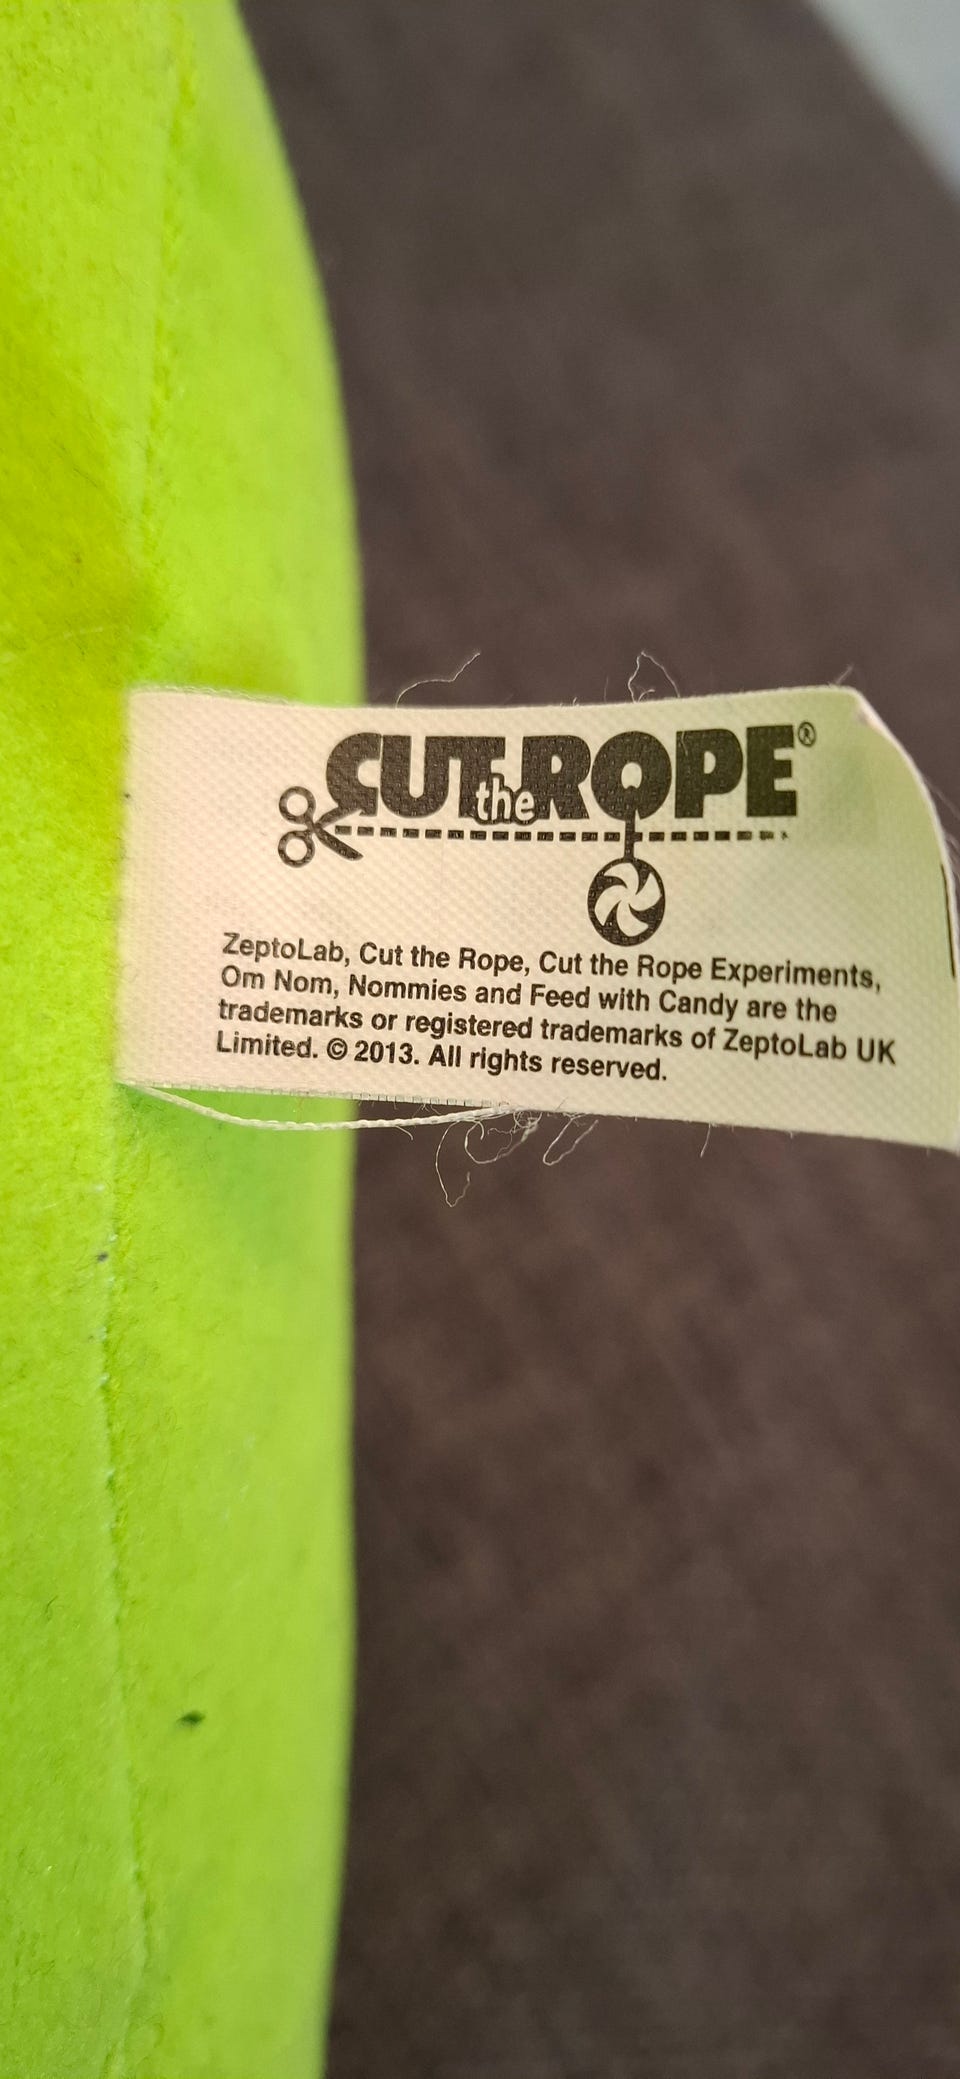 CUT the ROPE®
ZeptoLab, Cut the Rope, Cut the Rope Experiments,
Om Nom, Nommies and Feed with Candy are the
trademarks or registered trademarks of ZeptoLab UK
Limited. © 2013. All rights reserved.